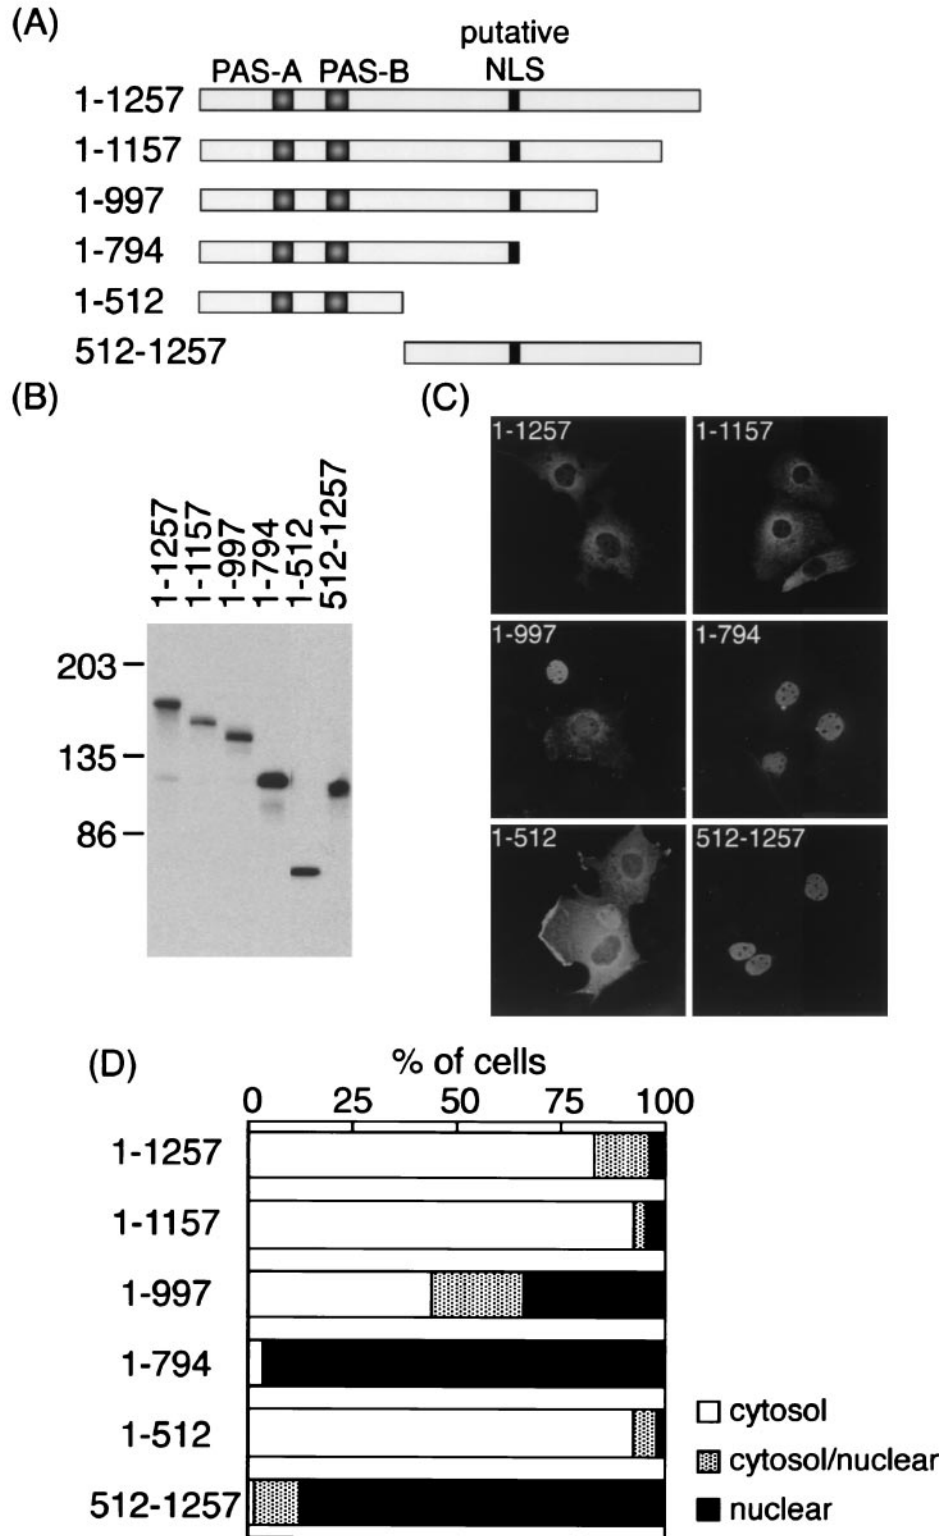 (A)
putative
PAS-A PAS-B NLS
1-1257
1-1157
1-997
1-794
1-512
512-1257
(B)
1-1257
1-1157
1-997
1-794
1-512
512-1257
203
135
86
(C)
1-1257
1-1157
1-997
1-794
1-512
512-1257
(D)
% of cells
0 25 50 75 100
1-1257
1-1157
1-997
1-794
1-512
512-1257
cytosol
cytosol/nuclear
nuclear